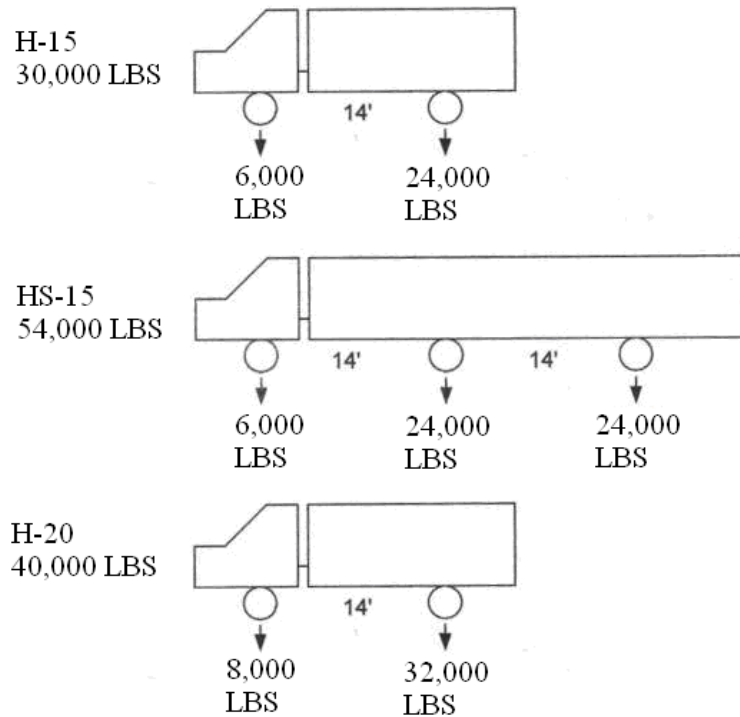 H-15
30,000 LBS
14'
6,000
LBS
24,000
LBS
HS-15
54,000 LBS
14'
14'
6,000
LBS
24,000
LBS
24,000
LBS
H-20
40,000 LBS
14'
8,000
LBS
32,000
LBS